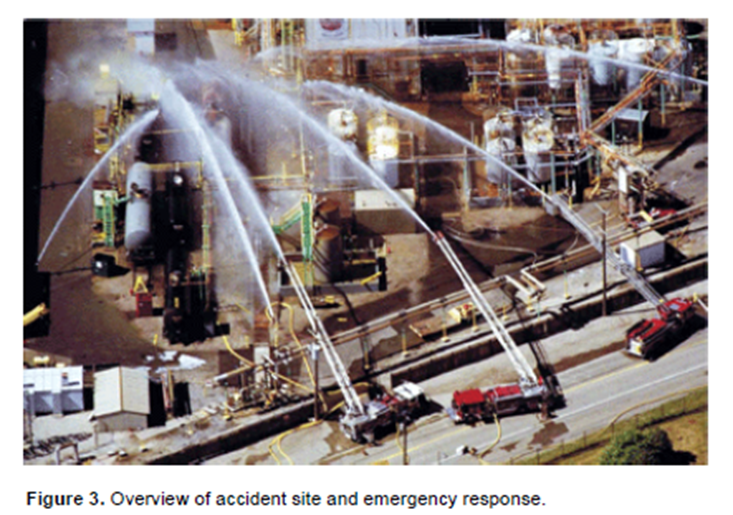 Figure 3. Overview of accident site and emergency response.